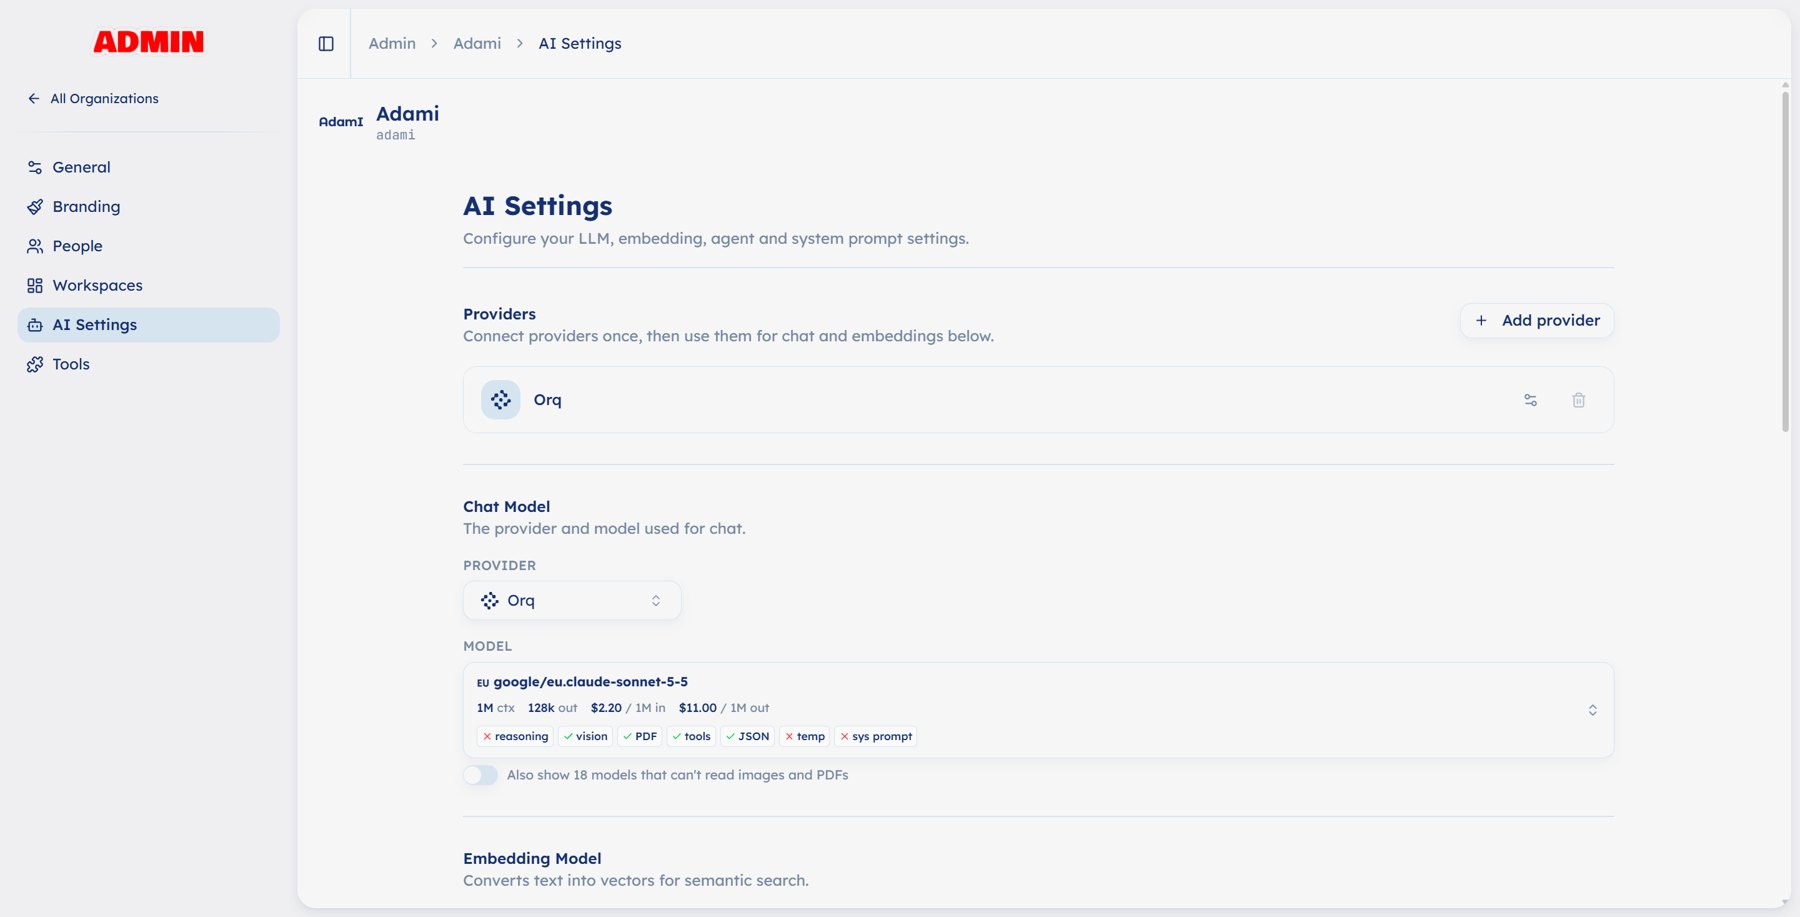 ADMIN
All Organizations
General
Branding
People
Workspaces
AI Settings
Tools
Admin > Adami > AI Settings
AdamI
Adami
adami
AI Settings
Configure your LLM, embedding, agent and system prompt settings.
Providers
Connect providers once, then use them for chat and embeddings below.
+ Add provider
Orq
Chat Model
The provider and model used for chat.
PROVIDER
Orq
MODEL
EU google/eu.claude-sonnet-5-5
1M ctx 128k out $2.20 / 1M in $11.00 / 1M out
reasoning vision PDF tools JSON temp sys prompt
Also show 18 models that can't read images and PDFs
Embedding Model
Converts text into vectors for semantic search.